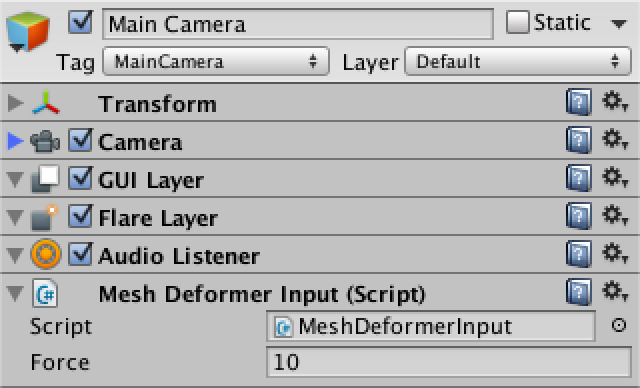 Main Camera Static
Tag MainCamera Layer Default
Transform
Camera
GUI Layer
Flare Layer
Audio Listener
Mesh Deformer Input (Script)
Script MeshDeformerInput
Force 10